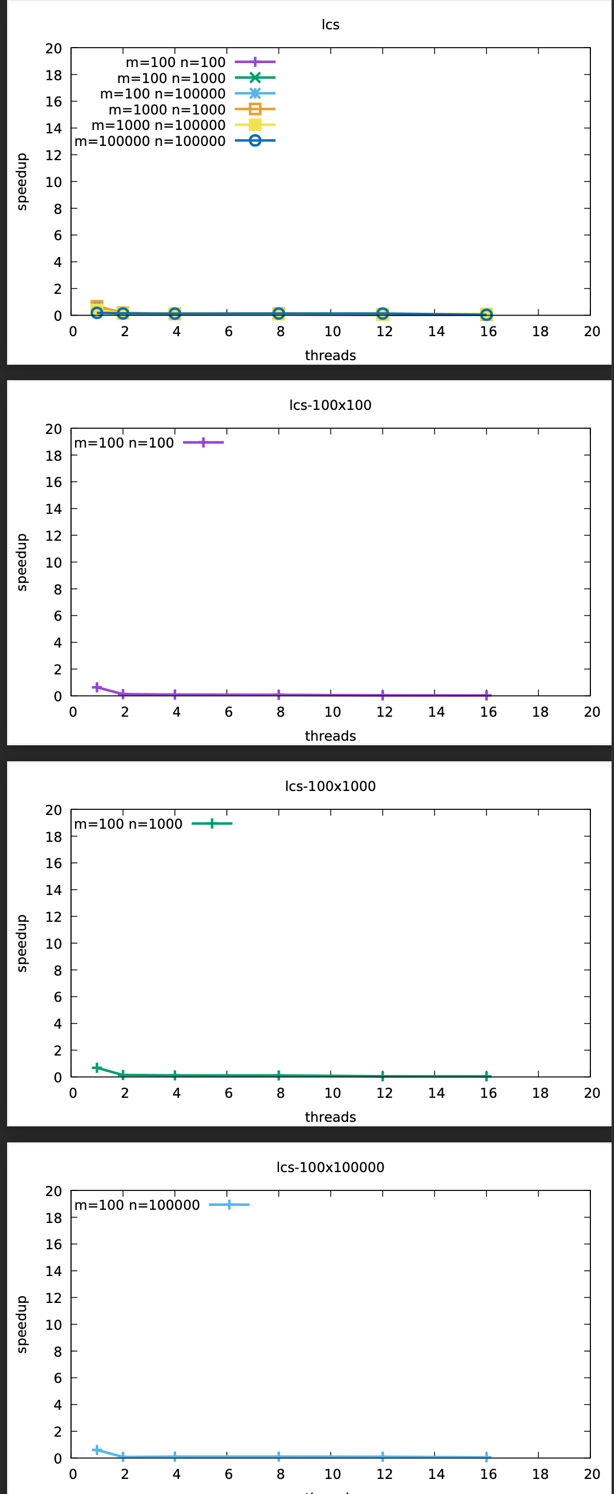 lcs
20
m=100 n=100
18
m=100 n=1000
16
m=100 n=100000
m=1000 n=1000
14
m=1000 n=100000
12
m=100000 n=100000
10
8
6
4
2
0
speedup
0 2 4 6 8 10 12 14 16 18 20
threads
lcs-100x100
20
m=100 n=100
18
16
14
12
10
8
6
4
2
0
speedup
0 2 4 6 8 10 12 14 16 18 20
threads
lcs-100x1000
20
m=100 n=1000
18
16
14
12
10
8
6
4
2
0
speedup
0 2 4 6 8 10 12 14 16 18 20
threads
lcs-100x100000
20
m=100 n=100000
18
16
14
12
10
8
6
4
2
0
speedup
0 2 4 6 8 10 12 14 16 18 20